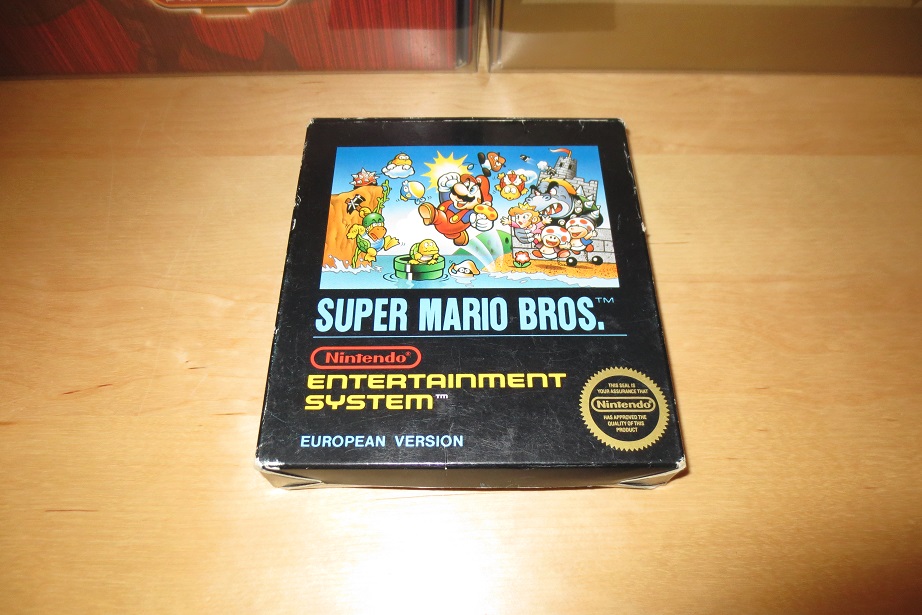 SUPER MARIO BROS.™
Nintendo®
ENTERTAINMENT
SYSTEM™
EUROPEAN VERSION
THIS SEAL IS
YOUR ASSURANCE THAT
Nintendo
HAS APPROVED THE
QUALITY OF THIS
PRODUCT